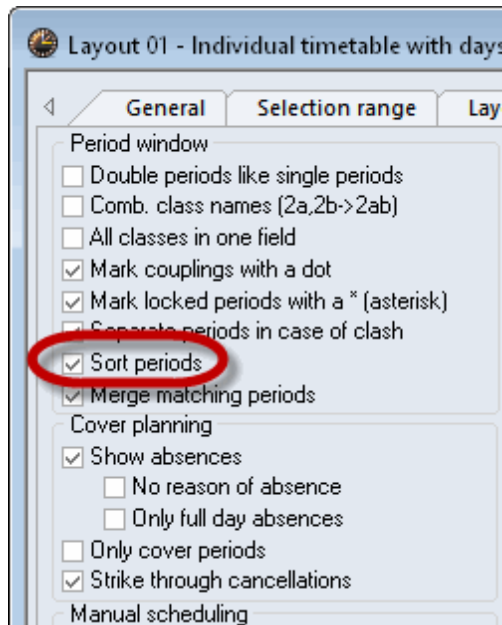 Layout 01 - Individual timetable with days
General Selection range Lay
Period window
Double periods like single periods
Comb. class names (2a,2b->2ab)
All classes in one field
Mark couplings with a dot
Mark locked periods with a * (asterisk)
Separate periods in case of clash
Sort periods
Merge matching periods
Cover planning
Show absences
No reason of absence
Only full day absences
Only cover periods
Strike through cancellations
Manual scheduling